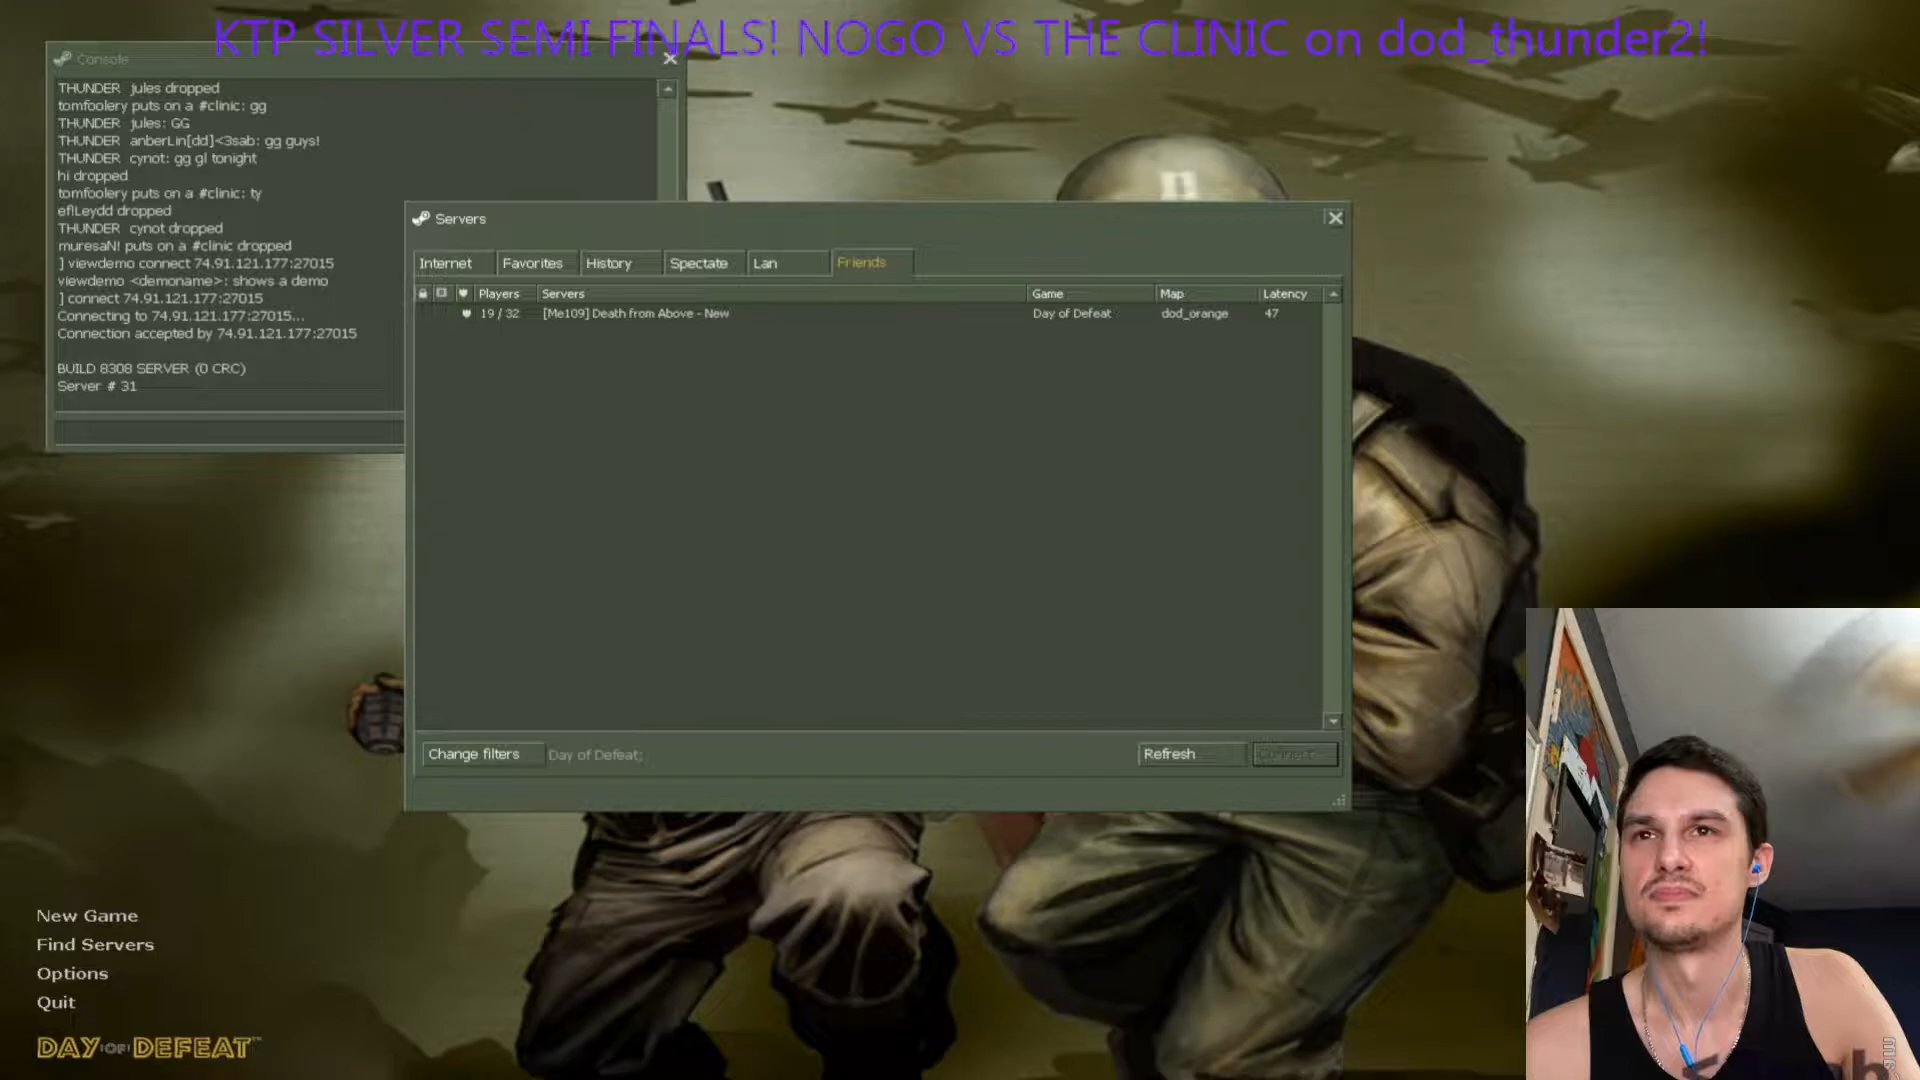 KTP SILVER SEMI FINALS! NOGO VS THE CLINIC on dod_thunder2!
Console
THUNDER jules dropped
tomfoolery puts on a #clinic: gg
THUNDER jules: GG
THUNDER anberLin[dd]<3sab: gg guys!
THUNDER cynot: gg gl tonight
hi dropped
tomfoolery puts on a #clinic: ty
eflLeydd dropped
THUNDER cynot dropped
muresaN! puts on a #clinic dropped
] viewdemo connect 74.91.121.177:27015
viewdemo <demoname>: shows a demo
] connect 74.91.121.177:27015
Connecting to 74.91.121.177:27015...
Connection accepted by 74.91.121.177:27015
BUILD 8308 SERVER (0 CRC)
Server # 31
Servers
Internet Favorites History Spectate Lan Friends
Players Servers Game Map Latency
19 / 32 [Me109] Death from Above - New Day of Defeat dod_orange 47
Change filters Day of Defeat; Refresh Connect
New Game
Find Servers
Options
Quit
DAY OF DEFEAT™